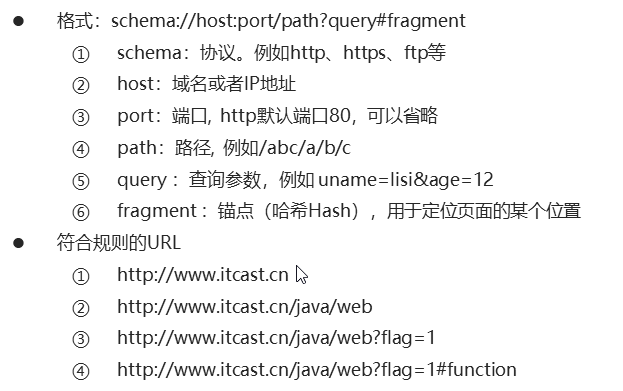 ● 格式：schema://host:port/path?query#fragment
① schema：协议。例如http、https、ftp等
② host：域名或者IP地址
③ port：端口, http默认端口80，可以省略
④ path：路径, 例如/abc/a/b/c
⑤ query ：查询参数，例如 uname=lisi&age=12
⑥ fragment ：锚点（哈希Hash），用于定位页面的某个位置
● 符合规则的URL
① http://www.itcast.cn
② http://www.itcast.cn/java/web
③ http://www.itcast.cn/java/web?flag=1
④ http://www.itcast.cn/java/web?flag=1#function